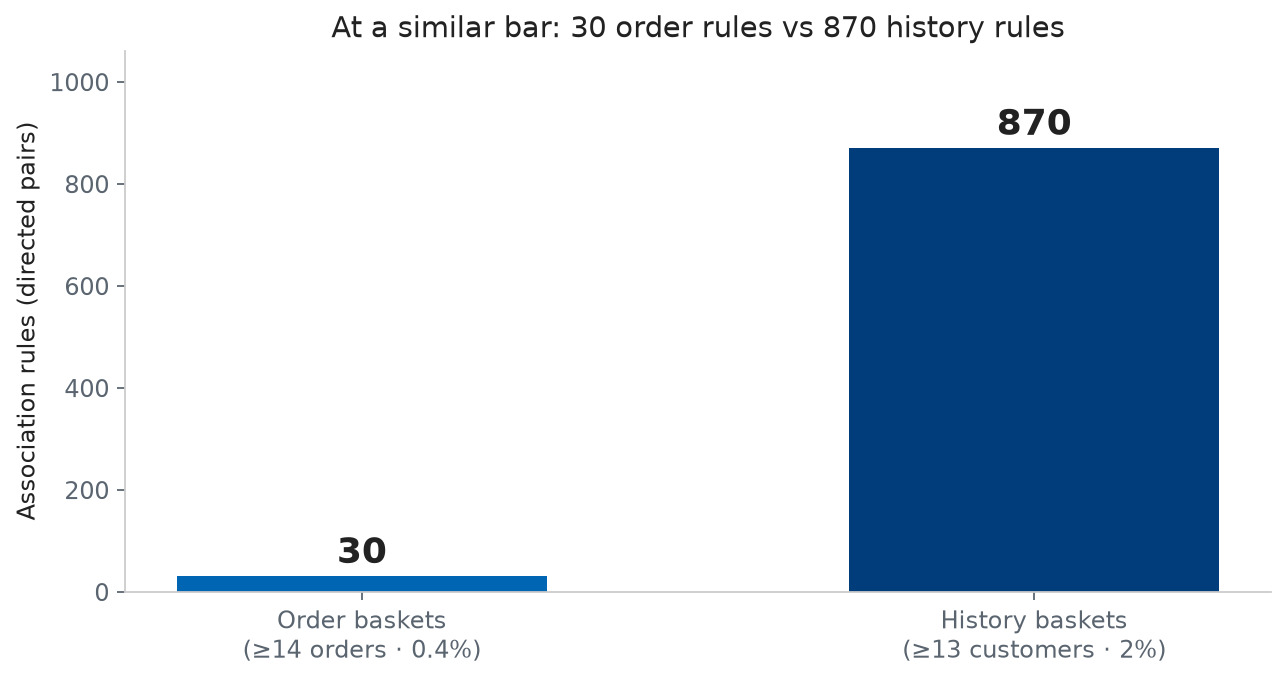 At a similar bar: 30 order rules vs 870 history rules
Association rules (directed pairs)
1000
800
600
400
200
0
30
870
Order baskets
(≥14 orders · 0.4%)
History baskets
(≥13 customers · 2%)